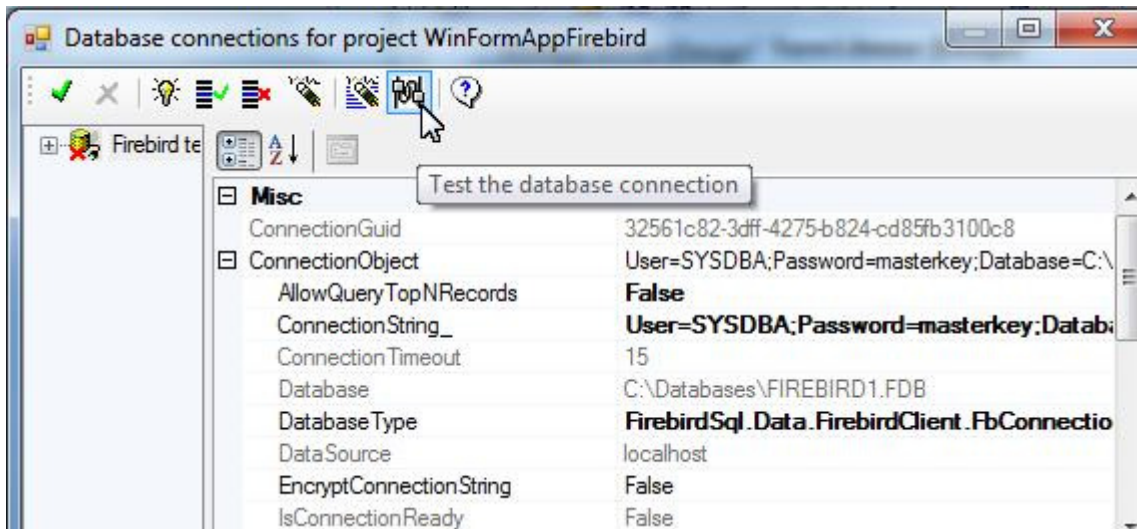 Database connections for project WinFormAppFirebird
Firebird te
A
Z
Test the database connection
Misc
ConnectionGuid 32561c82-3dff-4275-b824-cd85fb3100c8
ConnectionObject User=SYSDBA;Password=masterkey;Database=C:\
AllowQueryTopNRecords False
ConnectionString_ User=SYSDBA;Password=masterkey;Databa
ConnectionTimeout 15
Database C:\Databases\FIREBIRD1.FDB
DatabaseType FirebirdSql.Data.FirebirdClient.FbConnectio
DataSource localhost
EncryptConnectionString False
IsConnectionReady False